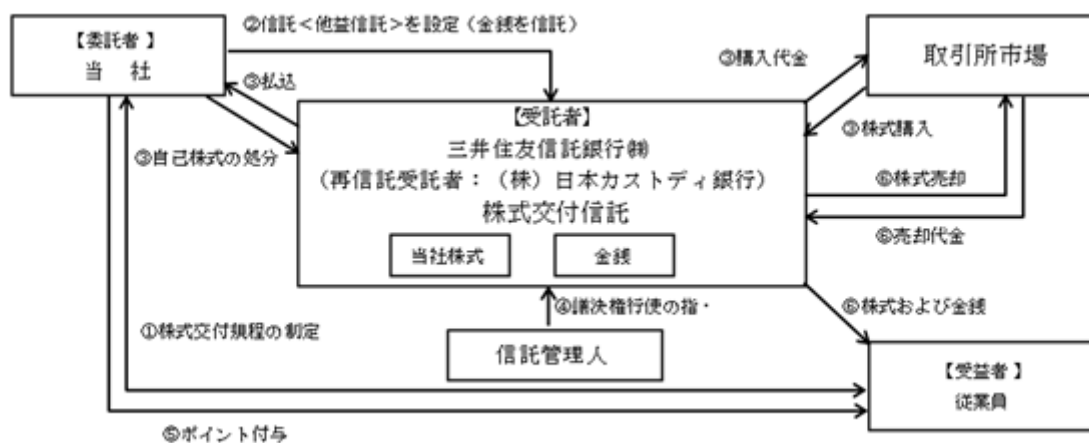 ②信託<他益信託>を設定（金銭を信託）
【委託者】
当　社
取引所市場
③購入代金
③払込
【受託者】
三井住友信託銀行㈱
（再信託受託者：（株）日本カストディ銀行）
株式交付信託
③株式購入
③自己株式の処分
⑥株式売却
⑥売却代金
当社株式
金銭
④議決権行使の指・
⑥株式および金銭
①株式交付規程の制定
信託管理人
【受益者】
従業員
⑤ポイント付与